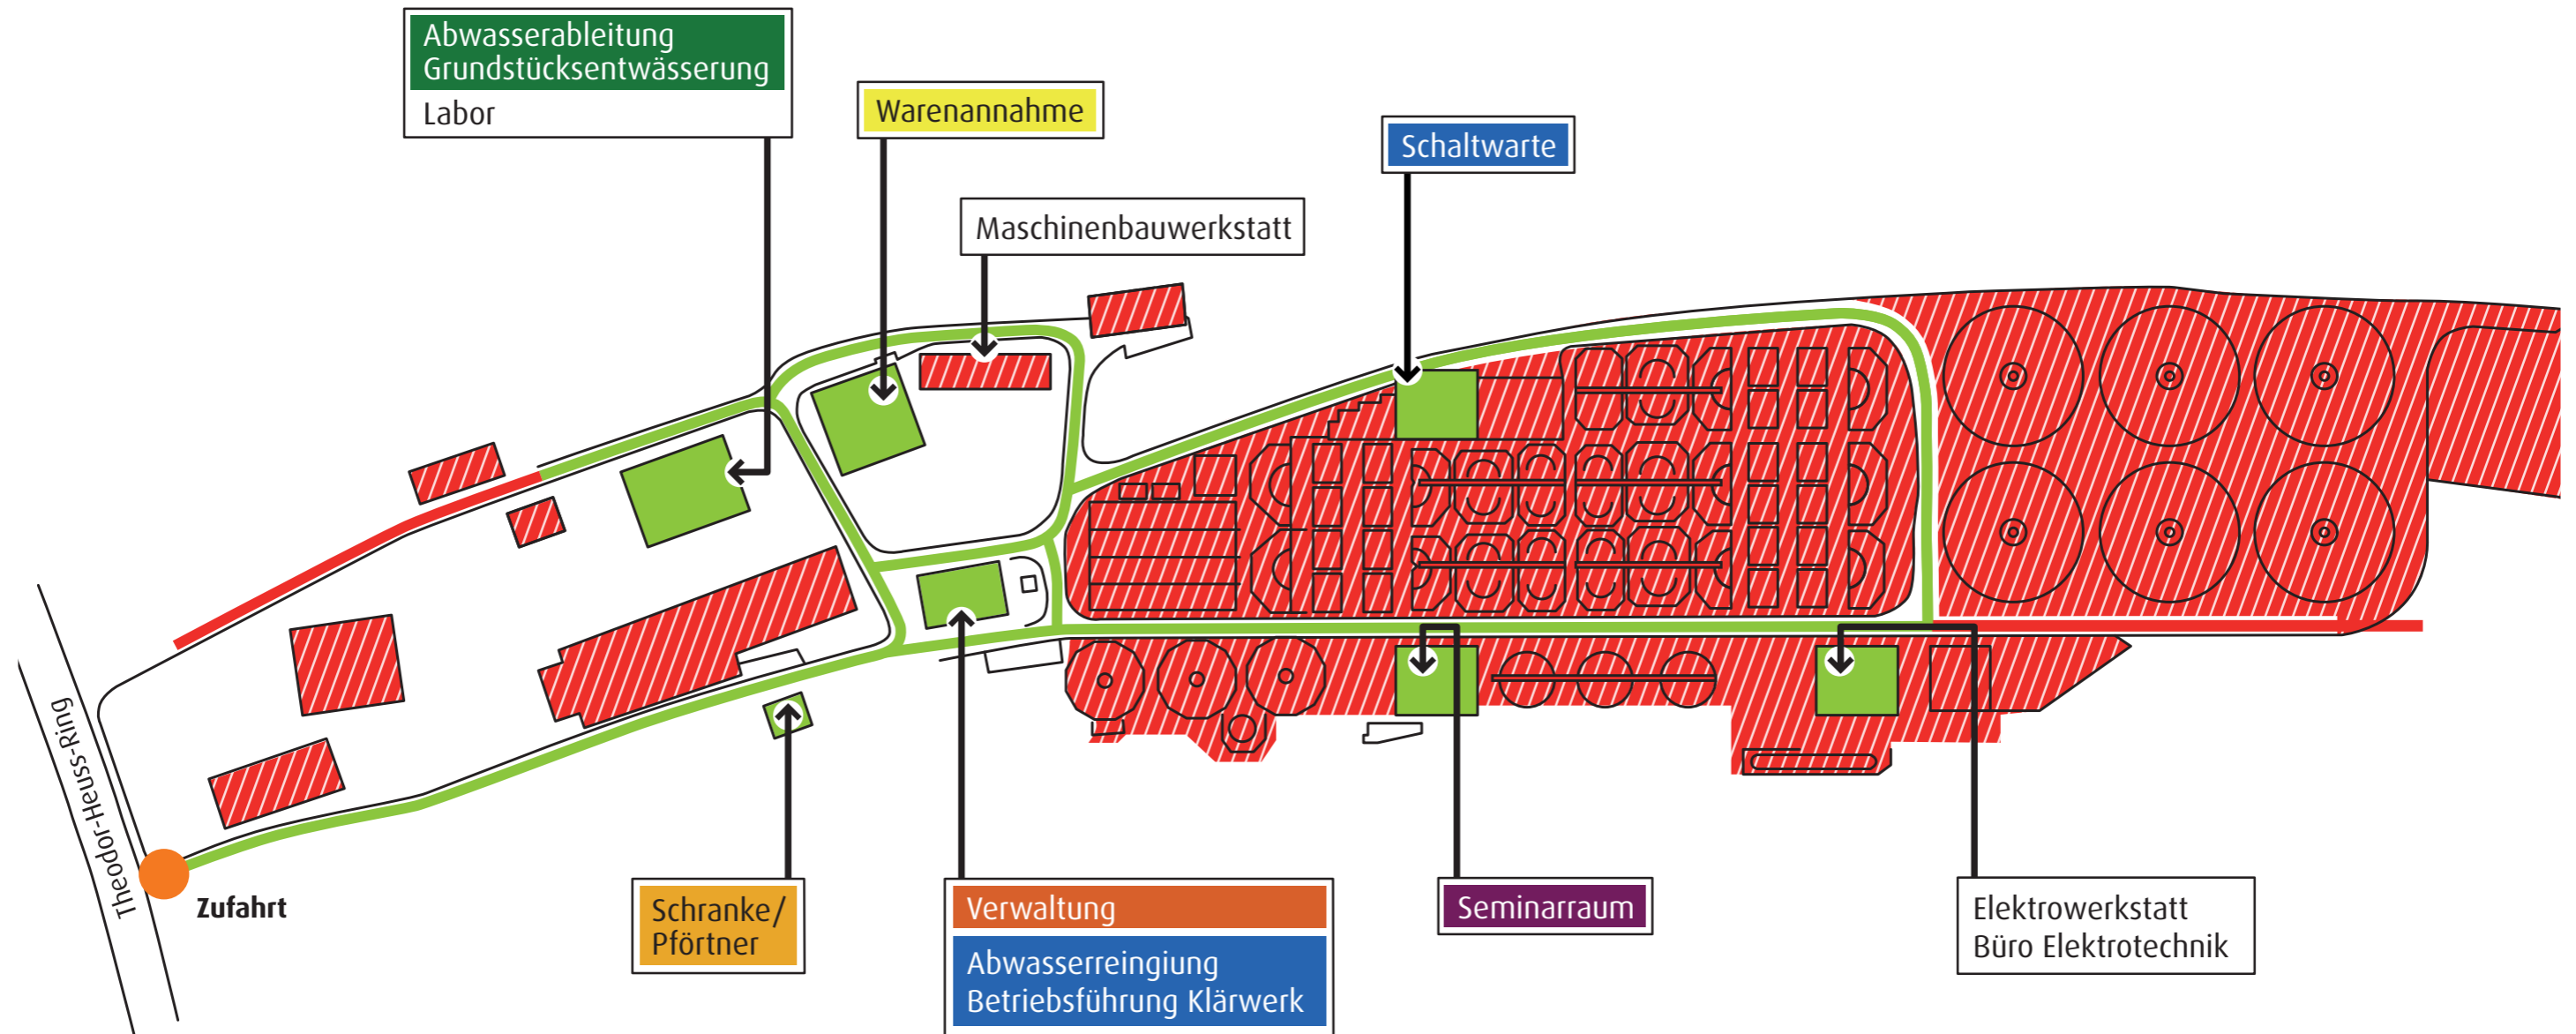 Abwasserableitung
Grundstücksentwässerung
Labor
Warenannahme
Schaltwarte
Maschinenbauwerkstatt
Theodor-Heuss-Ring
Zufahrt
Schranke/
Pförtner
Verwaltung
Abwasserreingiung
Betriebsführung Klärwerk
Seminarraum
Elektrowerkstatt
Büro Elektrotechnik